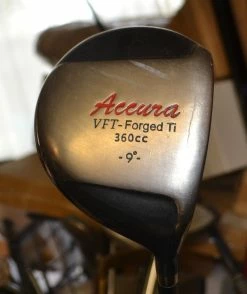 Accura
VFT-Forged Ti
360cc
-9°-